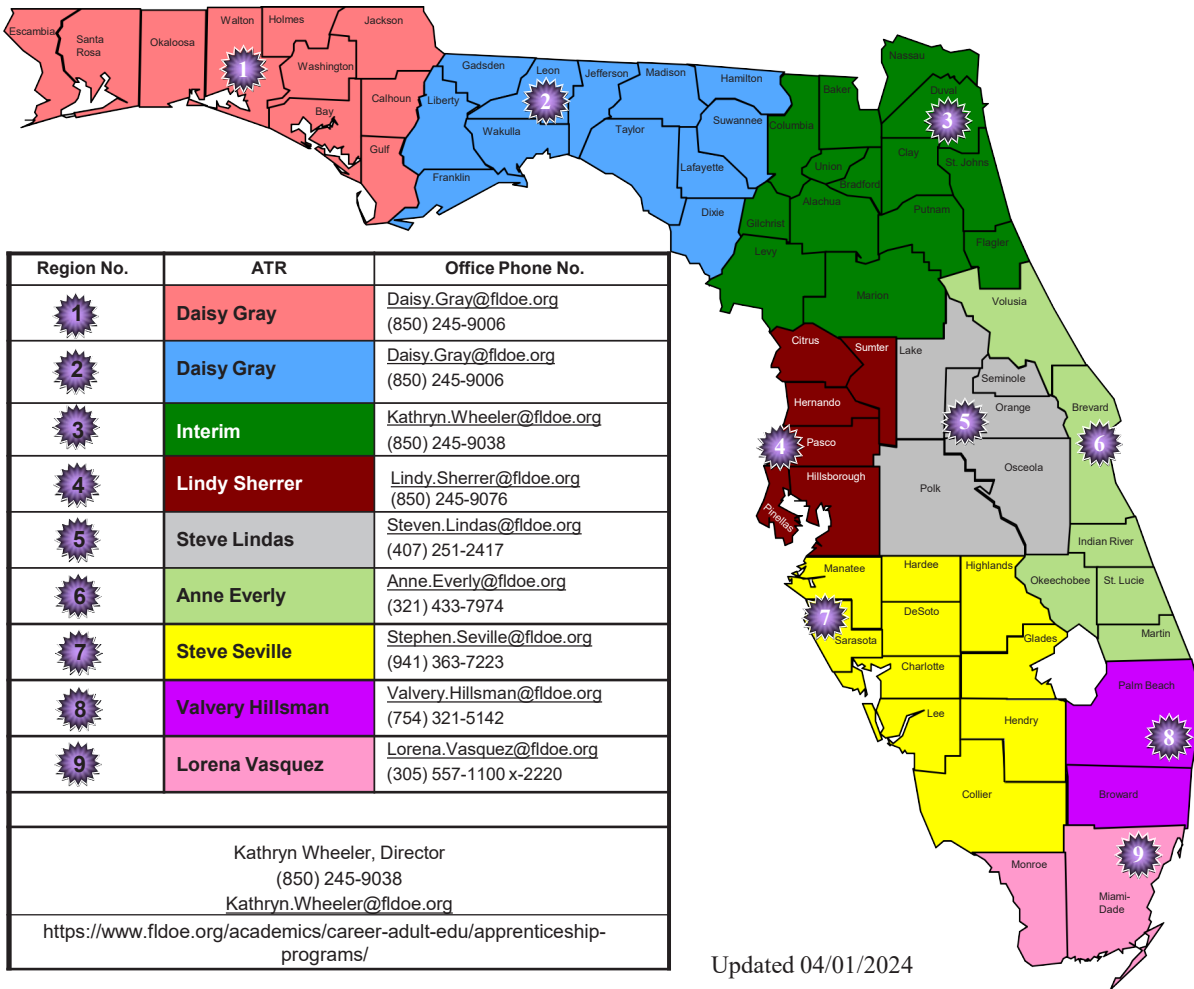 Escambia
Santa
Rosa
Okaloosa
Walton
Holmes
Jackson
Washington
Bay
Calhoun
Gulf
1
Gadsden
Liberty
Leon
Wakulla
Franklin
Jefferson
Madison
Taylor
Hamilton
Suwannee
Lafayette
Dixie
2
Nassau
Duval
Baker
Columbia
Union
Bradford
Clay
St. Johns
Alachua
Gilchrist
Putnam
Levy
Flagler
Marion
3
Citrus
Sumter
Hernando
Pasco
Hillsborough
Pinellas
4
Lake
Seminole
Orange
Osceola
Polk
5
Volusia
Brevard
Indian River
Okeechobee
St. Lucie
Martin
6
Manatee
Hardee
Highlands
DeSoto
Sarasota
Glades
Charlotte
Lee
Hendry
Collier
7
Palm Beach
Broward
8
Monroe
Miami-
Dade
9
Region No. ATR Office Phone No.
1 Daisy Gray Daisy.Gray@fldoe.org
(850) 245-9006
2 Daisy Gray Daisy.Gray@fldoe.org
(850) 245-9006
3 Interim Kathryn.Wheeler@fldoe.org
(850) 245-9038
4 Lindy Sherrer Lindy.Sherrer@fldoe.org
(850) 245-9076
5 Steve Lindas Steven.Lindas@fldoe.org
(407) 251-2417
6 Anne Everly Anne.Everly@fldoe.org
(321) 433-7974
7 Steve Seville Stephen.Seville@fldoe.org
(941) 363-7223
8 Valvery Hillsman Valvery.Hillsman@fldoe.org
(754) 321-5142
9 Lorena Vasquez Lorena.Vasquez@fldoe.org
(305) 557-1100 x-2220
Kathryn Wheeler, Director
(850) 245-9038
Kathryn.Wheeler@fldoe.org
https://www.fldoe.org/academics/career-adult-edu/apprenticeship-
programs/
Updated 04/01/2024